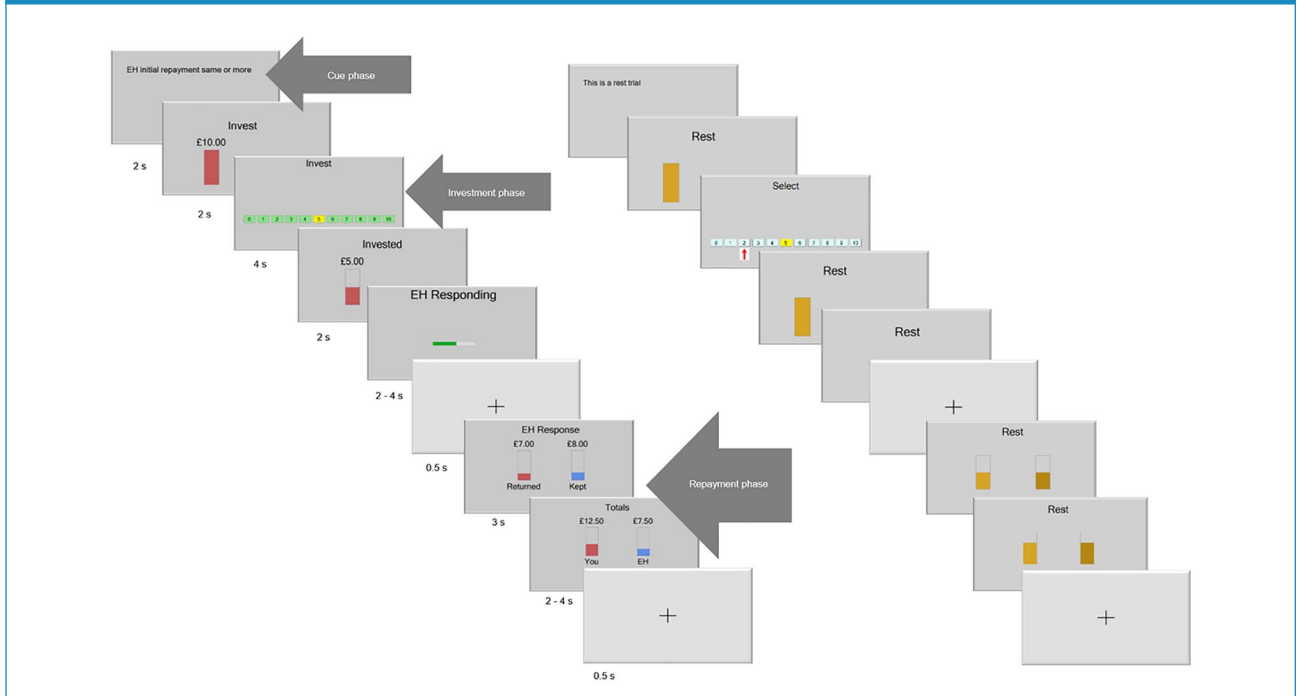 EH initial repayment same or more
Cue phase
2 s
Invest
£10.00
2 s
Invest
0 1 2 3 4 5 6 7 8 9 10
Investment phase
4 s
Invested
£5.00
2 s
EH Responding
2 - 4 s
0.5 s
EH Response
£7.00 £8.00
Returned Kept
Repayment phase
3 s
Totals
£12.50 £7.50
You EH
2 - 4 s
0.5 s
This is a rest trial
Rest
Select
0 1 2 3 4 5 6 7 8 9 10
Rest
Rest
Rest
Rest